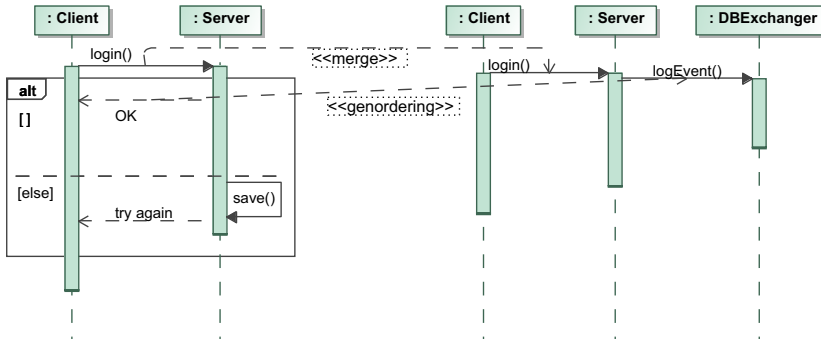 : Client : Server : Client : Server : DBExchanger
login() <<merge>> login() logEvent()
alt
<<genordering>>
[ ] OK
[else] save()
try again